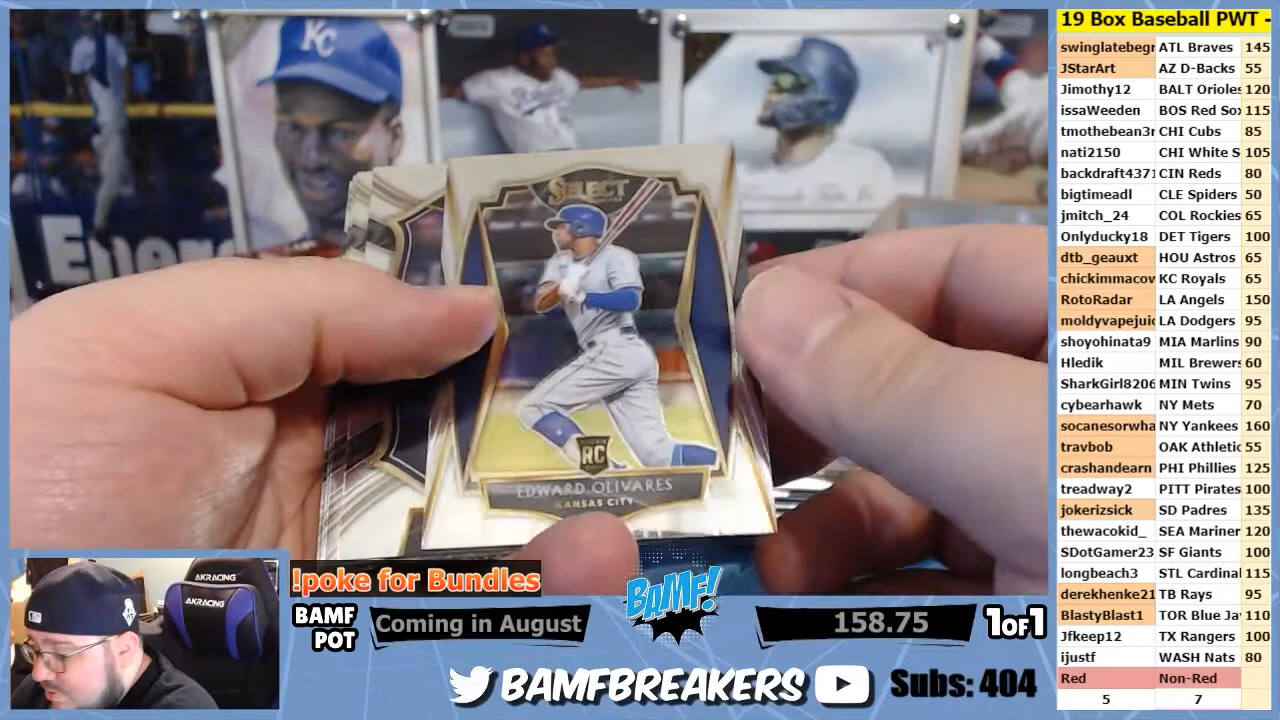 19 Box Baseball PWT -
swinglatebegr ATL Braves 145
JStarArt AZ D-Backs 55
Jimothy12 BALT Orioles 120
issaWeeden BOS Red Sox 115
tmothebean3r CHI Cubs 85
nati2150 CHI White S 105
backdraft4371 CIN Reds 80
bigtimeadl CLE Spiders 50
jmitch_24 COL Rockies 65
Onlyducky18 DET Tigers 100
dtb_geauxt HOU Astros 65
chickimmacov KC Royals 65
RotoRadar LA Angels 150
moldyvapejuic LA Dodgers 95
shoyohinata9 MIA Marlins 90
Hledik MIL Brewers 60
SharkGirl8206 MIN Twins 95
cybearhawk NY Mets 70
socanesorwha NY Yankees 160
travbob OAK Athletic 55
crashandearn PHI Phillies 125
treadway2 PITT Pirates 100
jokerizsick SD Padres 135
thewacokid_ SEA Mariner 120
SDotGamer23 SF Giants 100
longbeach3 STL Cardinal 115
derekhenke21 TB Rays 95
BlastyBlast1 TOR Blue Ja 110
Jfkeep12 TX Rangers 100
ijustf WASH Nats 80
Red Non-Red
5 7
KC
SELECT
RC
EDWARD OLIVARES
KANSAS CITY
AKRACING
AKRACING
!poke for Bundles
BAMF POT
Coming in August
BAMF!
158.75
1OF1
BAMFBREAKERS
Subs: 404